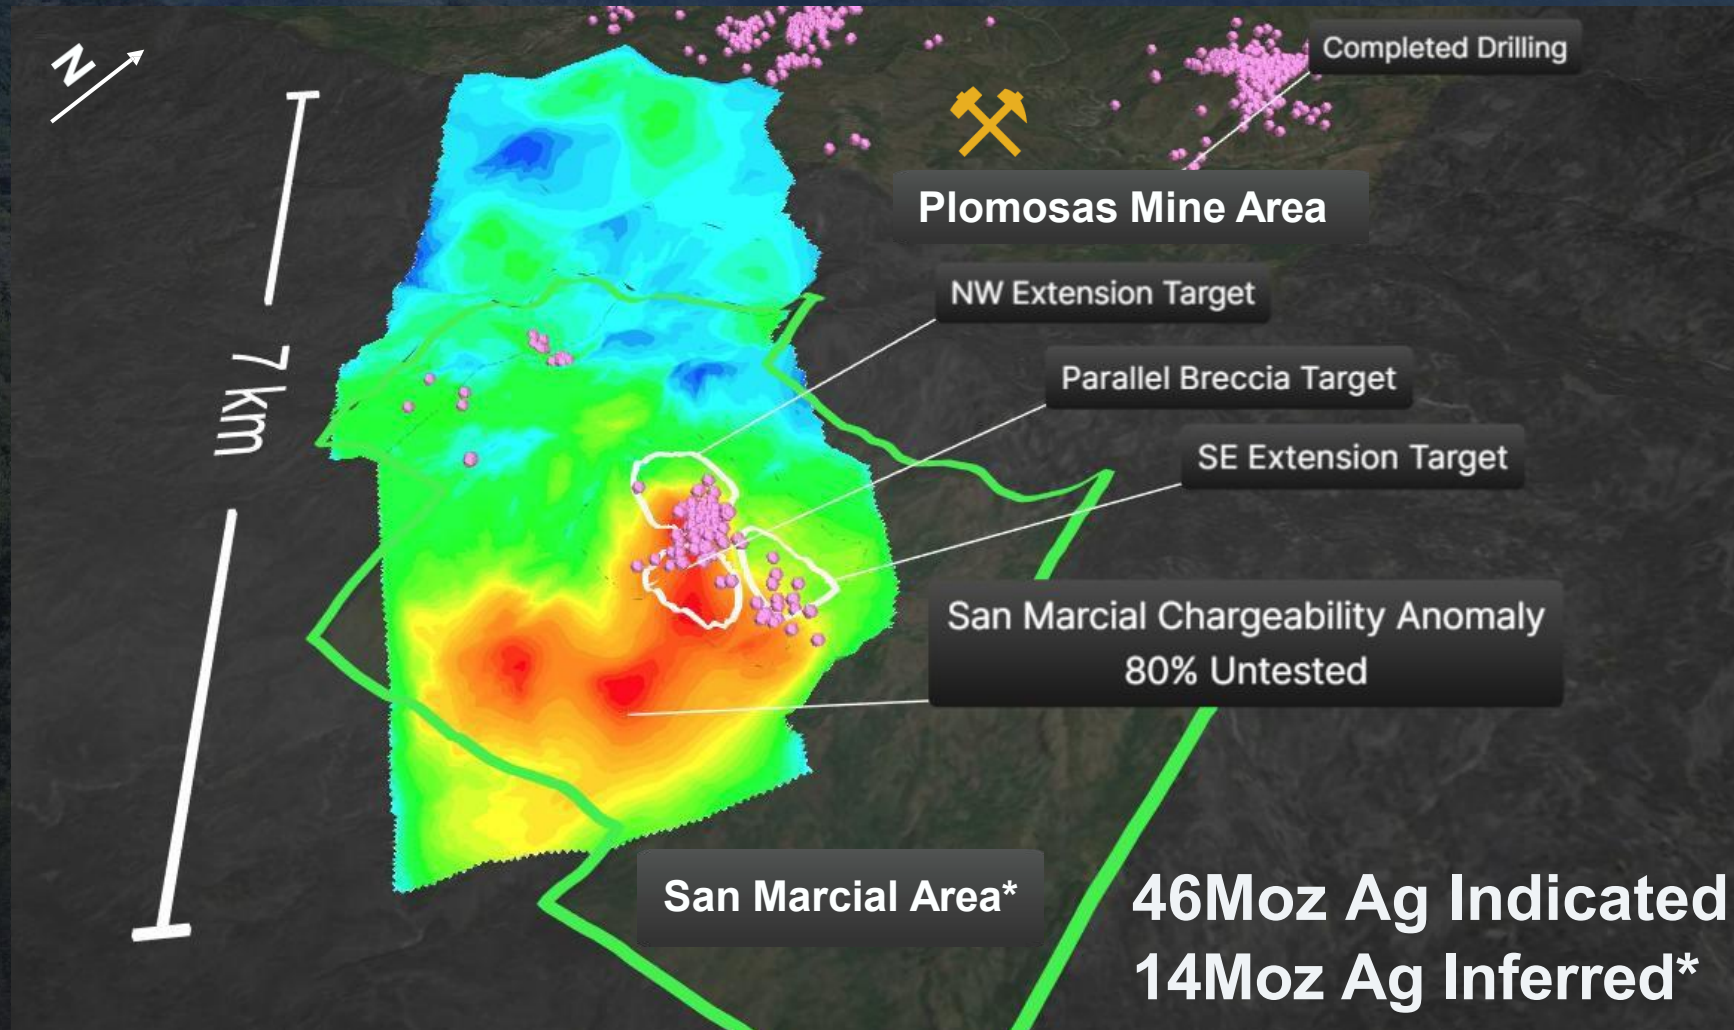 N
Completed Drilling
Plomosas Mine Area
NW Extension Target
Parallel Breccia Target
7 km
SE Extension Target
San Marcial Chargeability Anomaly
80% Untested
San Marcial Area*
46Moz Ag Indicated
14Moz Ag Inferred*